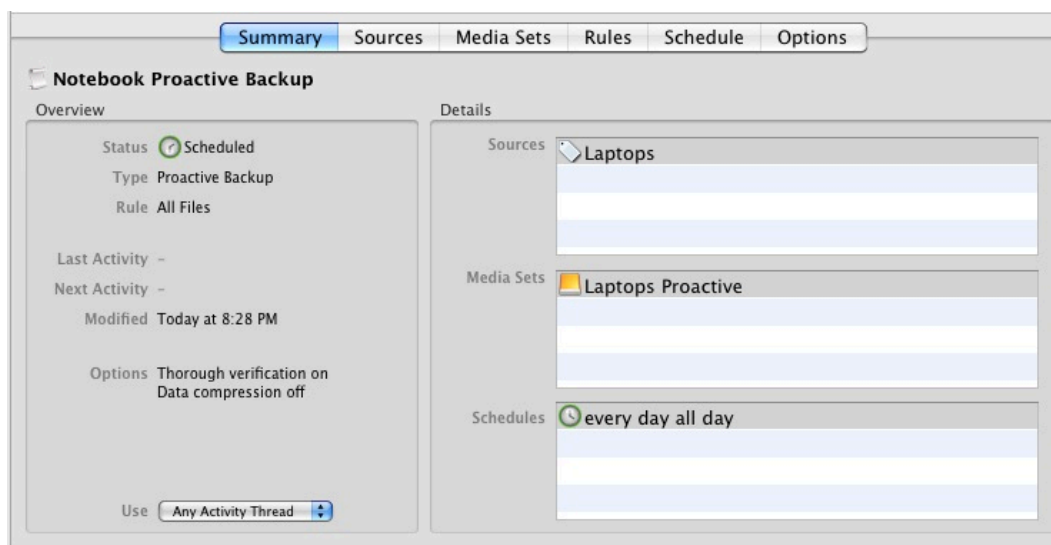 Summary Sources Media Sets Rules Schedule Options
Notebook Proactive Backup
Overview
Status Scheduled
Type Proactive Backup
Rule All Files
Last Activity -
Next Activity -
Modified Today at 8:28 PM
Options Thorough verification on
Data compression off
Use Any Activity Thread
Details
Sources Laptops
Media Sets Laptops Proactive
Schedules every day all day